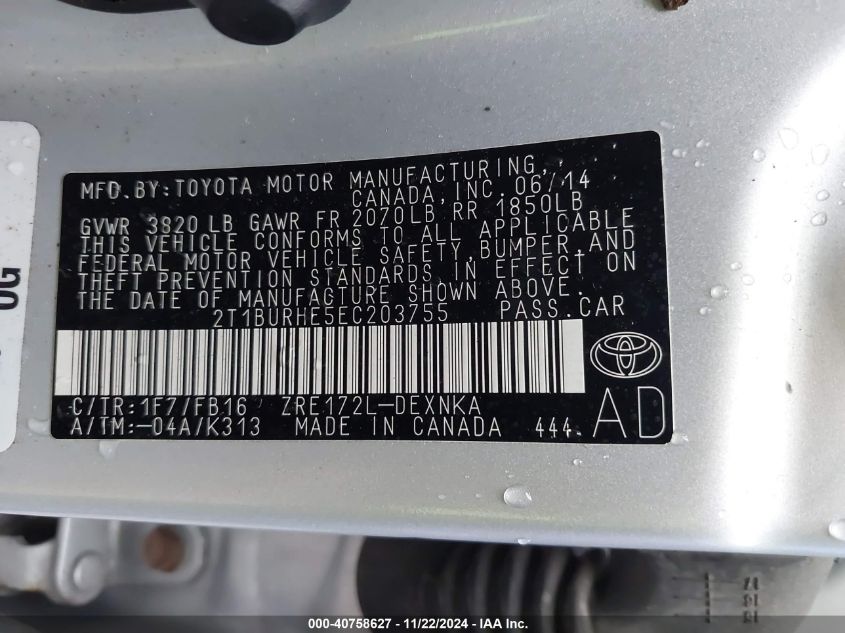 MFD. BY: TOYOTA MOTOR MANUFACTURING,
CANADA, INC. 06/14
GVWR 3820 LB GAWR FR 2070LB RR 1850LB
THIS VEHICLE CONFORMS TO ALL APPLICABLE
FEDERAL MOTOR VEHICLE SAFETY, BUMPER, AND
THEFT PREVENTION STANDARDS IN EFFECT ON
THE DATE OF MANUFACTURE SHOWN ABOVE.
2T1BURHE5EC203755 PASS. CAR
C/TR: 1F7/FB16 ZRE172L-DEXNKA
A/TM: -04A/K313 MADE IN CANADA 444. AD
000-40758627 - 11/22/2024 - IAA Inc.